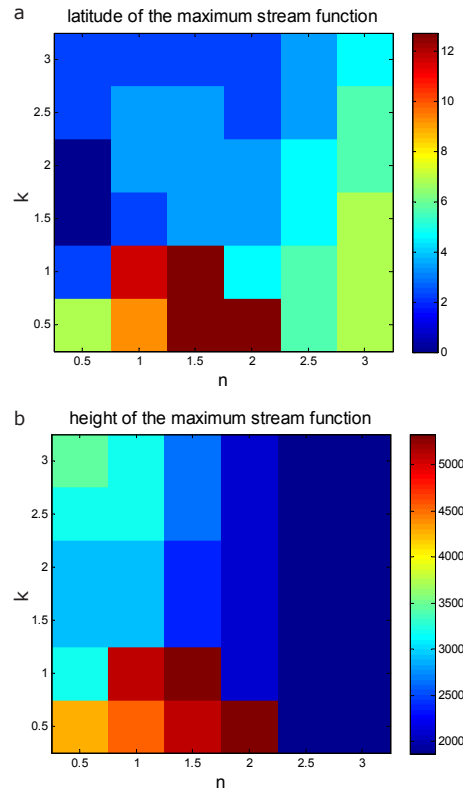 a
latitude of the maximum stream function
3
2.5
2
1.5
1
0.5
k
0.5 1 1.5 2 2.5 3
n
12
10
8
6
4
2
0
b
height of the maximum stream function
3
2.5
2
1.5
1
0.5
k
0.5 1 1.5 2 2.5 3
n
5000
4500
4000
3500
3000
2500
2000